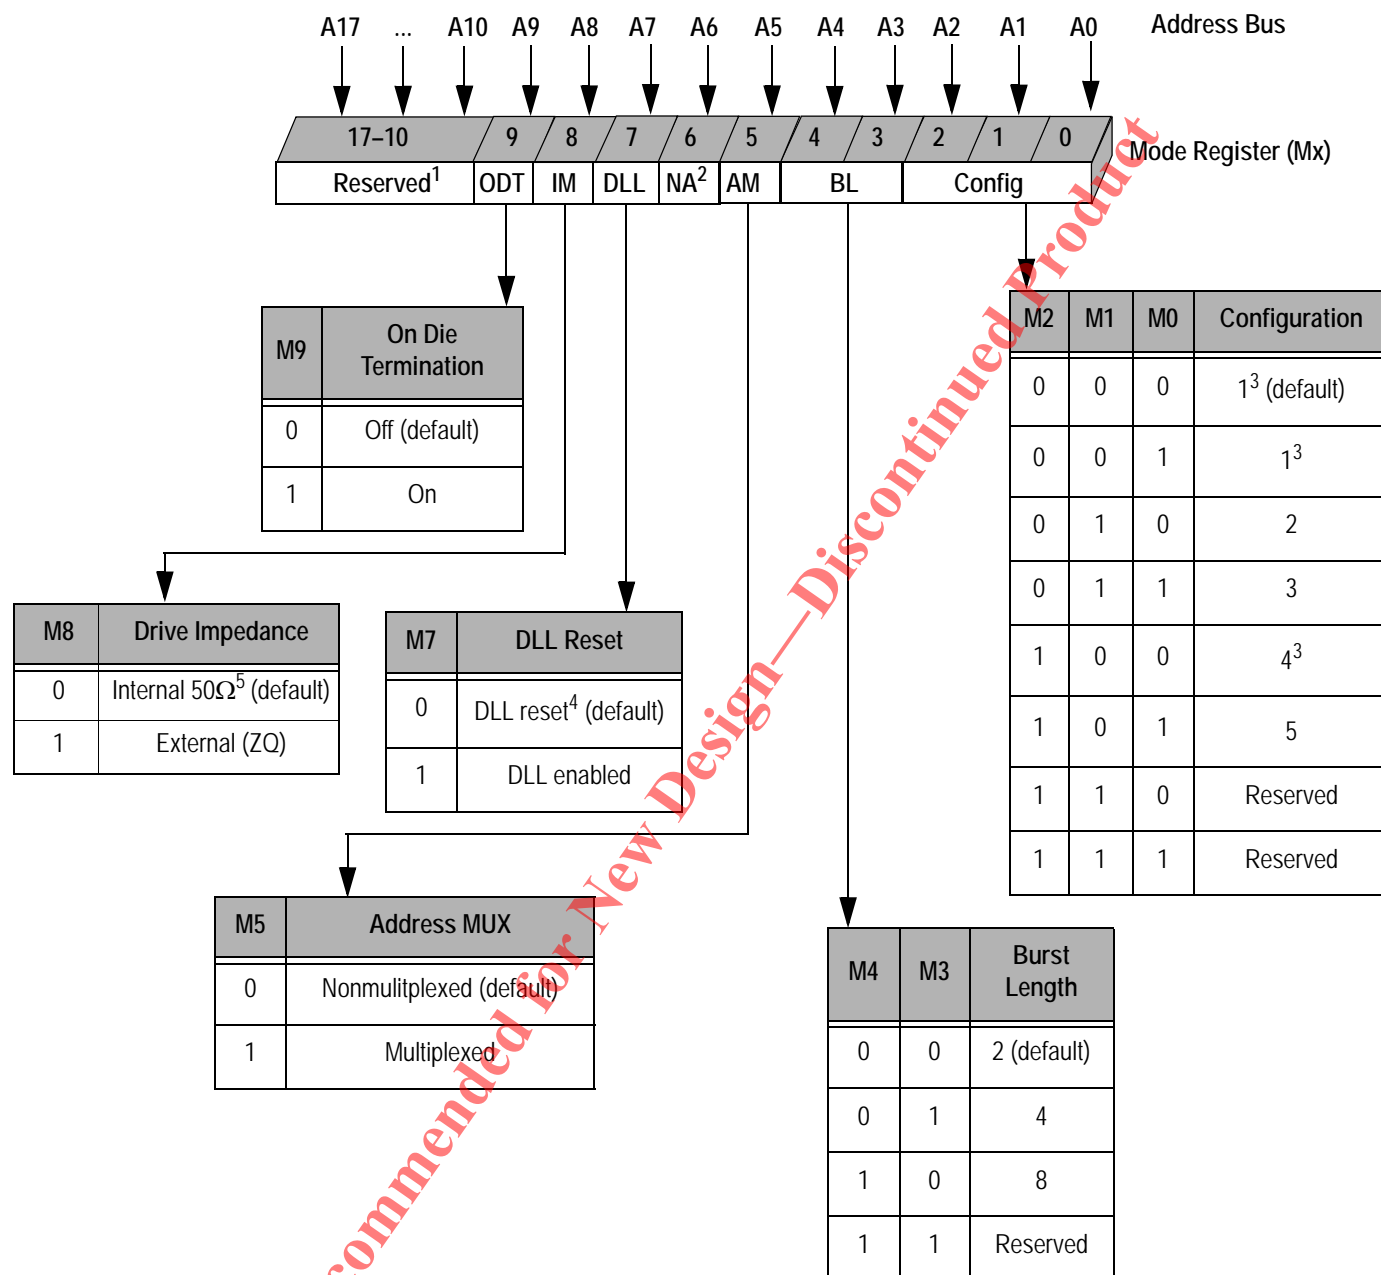 A17 ... A10 A9 A8 A7 A6 A5 A4 A3 A2 A1 A0 Address Bus
17–10 9 8 7 6 5 4 3 2 1 0 Mode Register (Mx)
Reserved1 ODT IM DLL NA2 AM BL Config
M9 On Die
Termination
0 Off (default)
1 On
M2 M1 M0 Configuration
0 0 0 13 (default)
0 0 1 13
0 1 0 2
0 1 1 3
1 0 0 43
1 0 1 5
1 1 0 Reserved
1 1 1 Reserved
M8 Drive Impedance
0 Internal 50Ω5 (default)
1 External (ZQ)
M7 DLL Reset
0 DLL reset4 (default)
1 DLL enabled
M5 Address MUX
0 Nonmulitplexed (default)
1 Multiplexed
M4 M3 Burst
Length
0 0 2 (default)
0 1 4
1 0 8
1 1 Reserved
commended for New Design—Discontinued Product